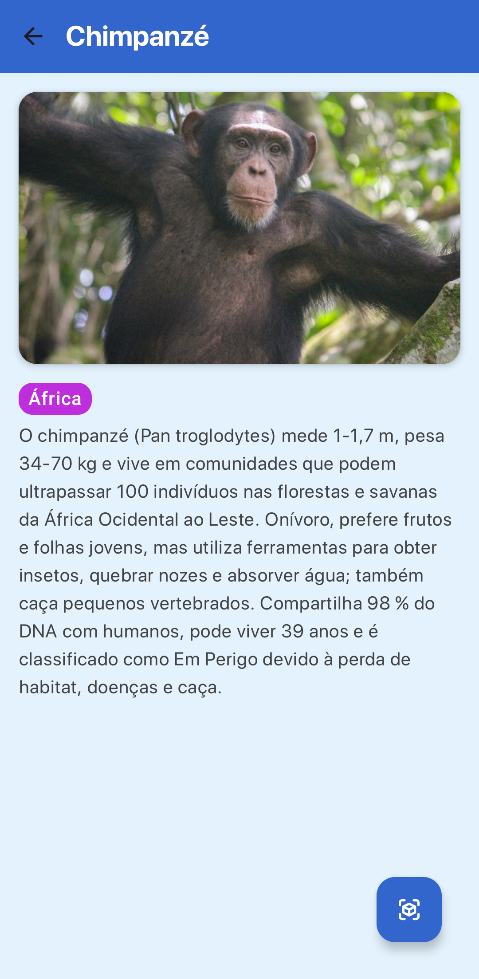 Chimpanzé
África
O chimpanzé (Pan troglodytes) mede 1-1,7 m, pesa
34-70 kg e vive em comunidades que podem
ultrapassar 100 indivíduos nas florestas e savanas
da África Ocidental ao Leste. Onívoro, prefere frutos
e folhas jovens, mas utiliza ferramentas para obter
insetos, quebrar nozes e absorver água; também
caça pequenos vertebrados. Compartilha 98 % do
DNA com humanos, pode viver 39 anos e é
classificado como Em Perigo devido à perda de
habitat, doenças e caça.